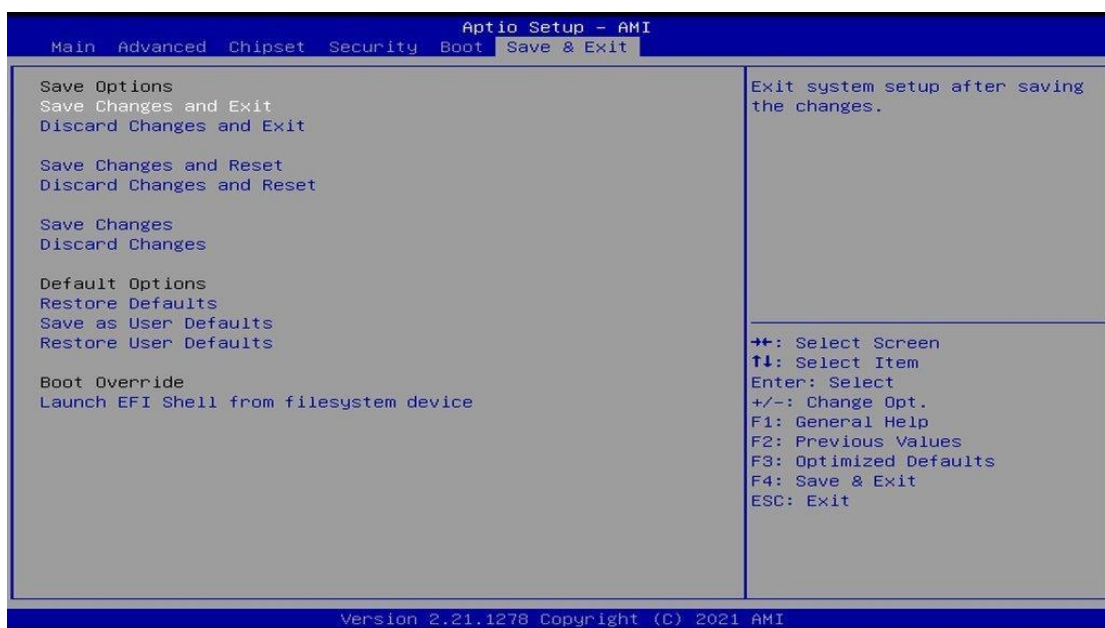 Aptio Setup – AMI
Main Advanced Chipset Security Boot Save & Exit
Save Options
Save Changes and Exit
Discard Changes and Exit
Save Changes and Reset
Discard Changes and Reset
Save Changes
Discard Changes
Default Options
Restore Defaults
Save as User Defaults
Restore User Defaults
Boot Override
Launch EFI Shell from filesystem device
Exit system setup after saving
the changes.
→←: Select Screen
↑↓: Select Item
Enter: Select
+/-: Change Opt.
F1: General Help
F2: Previous Values
F3: Optimized Defaults
F4: Save & Exit
ESC: Exit
Version 2.21.1278 Copyright (C) 2021 AMI